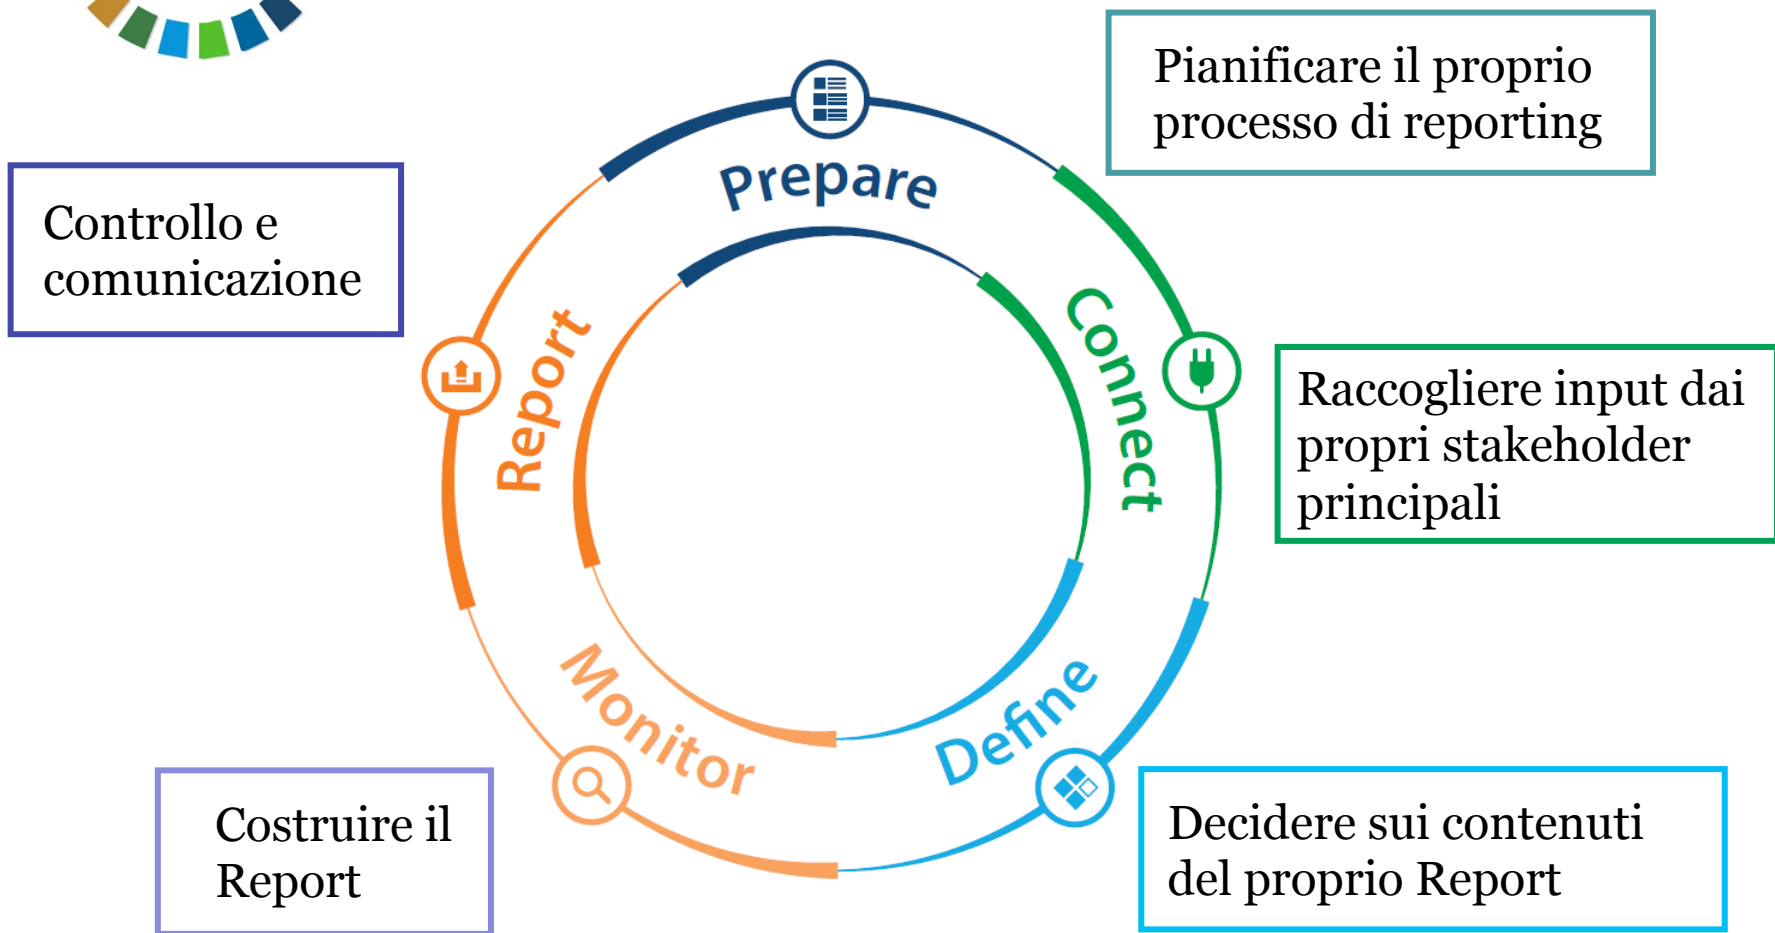 Pianificare il proprio
processo di reporting
Prepare
Controllo e
comunicazione
Connect
Report
Raccogliere input dai
propri stakeholder
principali
Define
Monitor
Costruire il
Report
Decidere sui contenuti
del proprio Report